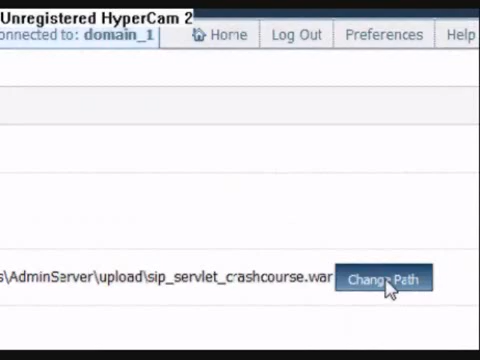 Unregistered HyperCam 2
onnected to: domain_1 Home Log Out Preferences Help
s\AdminServer\upload\sip_servlet_crashcourse.war Change Path